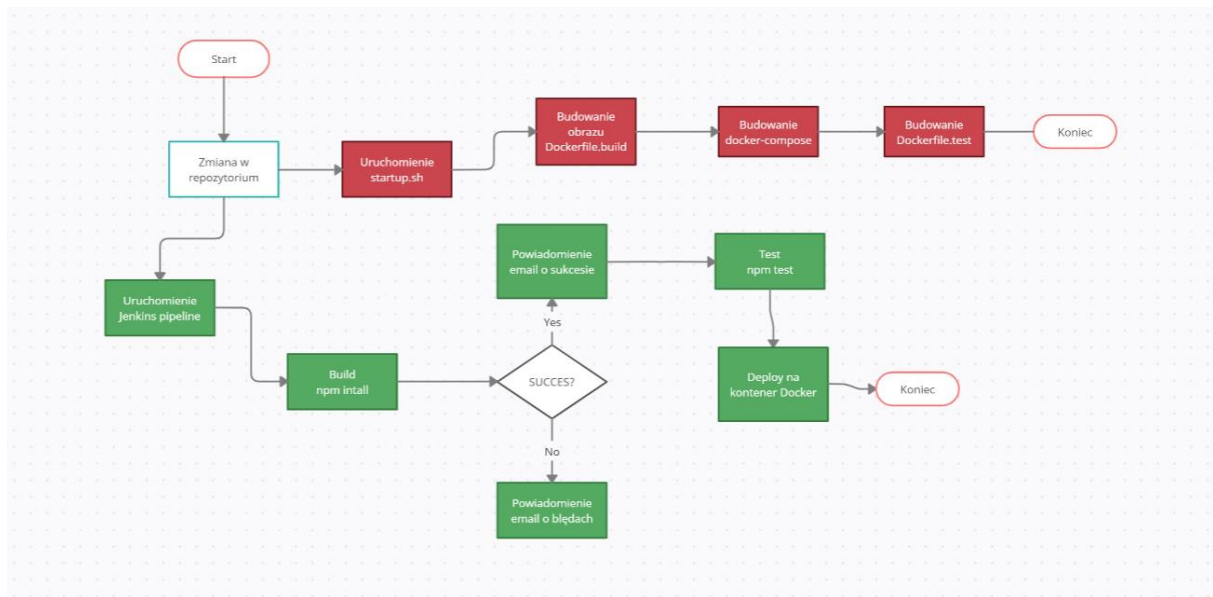 Start
Zmiana w
repozytorium
Uruchomienie
startup.sh
Budowanie
obrazu
Dockerfile.build
Budowanie
docker-compose
Budowanie
Dockerfile.test
Koniec
Uruchomienie
Jenkins pipeline
Build
npm intall
SUCCES?
Yes
Powiadomienie
email o sukcesie
Test
npm test
Deploy na
kontener Docker
Koniec
No
Powiadomienie
email o błędach